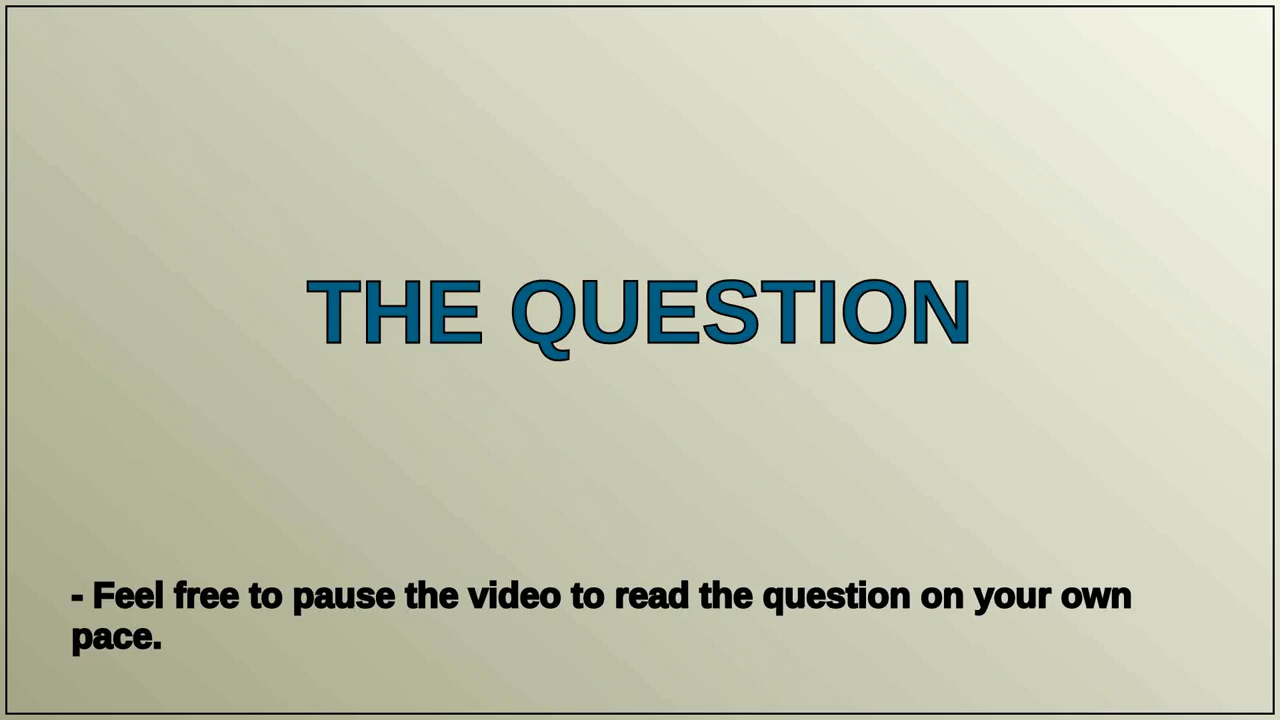 THE QUESTION
- Feel free to pause the video to read the question on your own
pace.